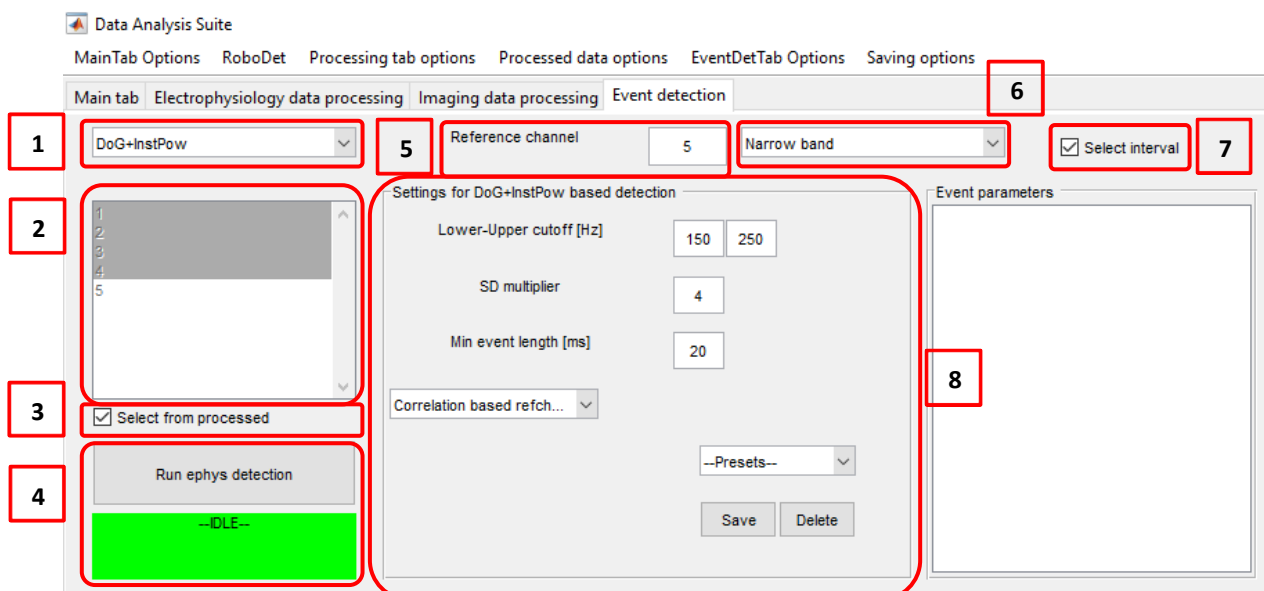 Data Analysis Suite
MainTab Options RoboDet Processing tab options Processed data options EventDetTab Options Saving options
Main tab Electrophysiology data processing Imaging data processing Event detection
6
1
DoG+InstPow
5
Reference channel
5
Narrow band
Select interval
7
2
1
2
3
4
5
Settings for DoG+InstPow based detection
Lower-Upper cutoff [Hz]
150 250
SD multiplier
4
Min event length [ms]
20
Correlation based refch...
--Presets--
Save Delete
Event parameters
8
3
Select from processed
4
Run ephys detection
--IDLE--